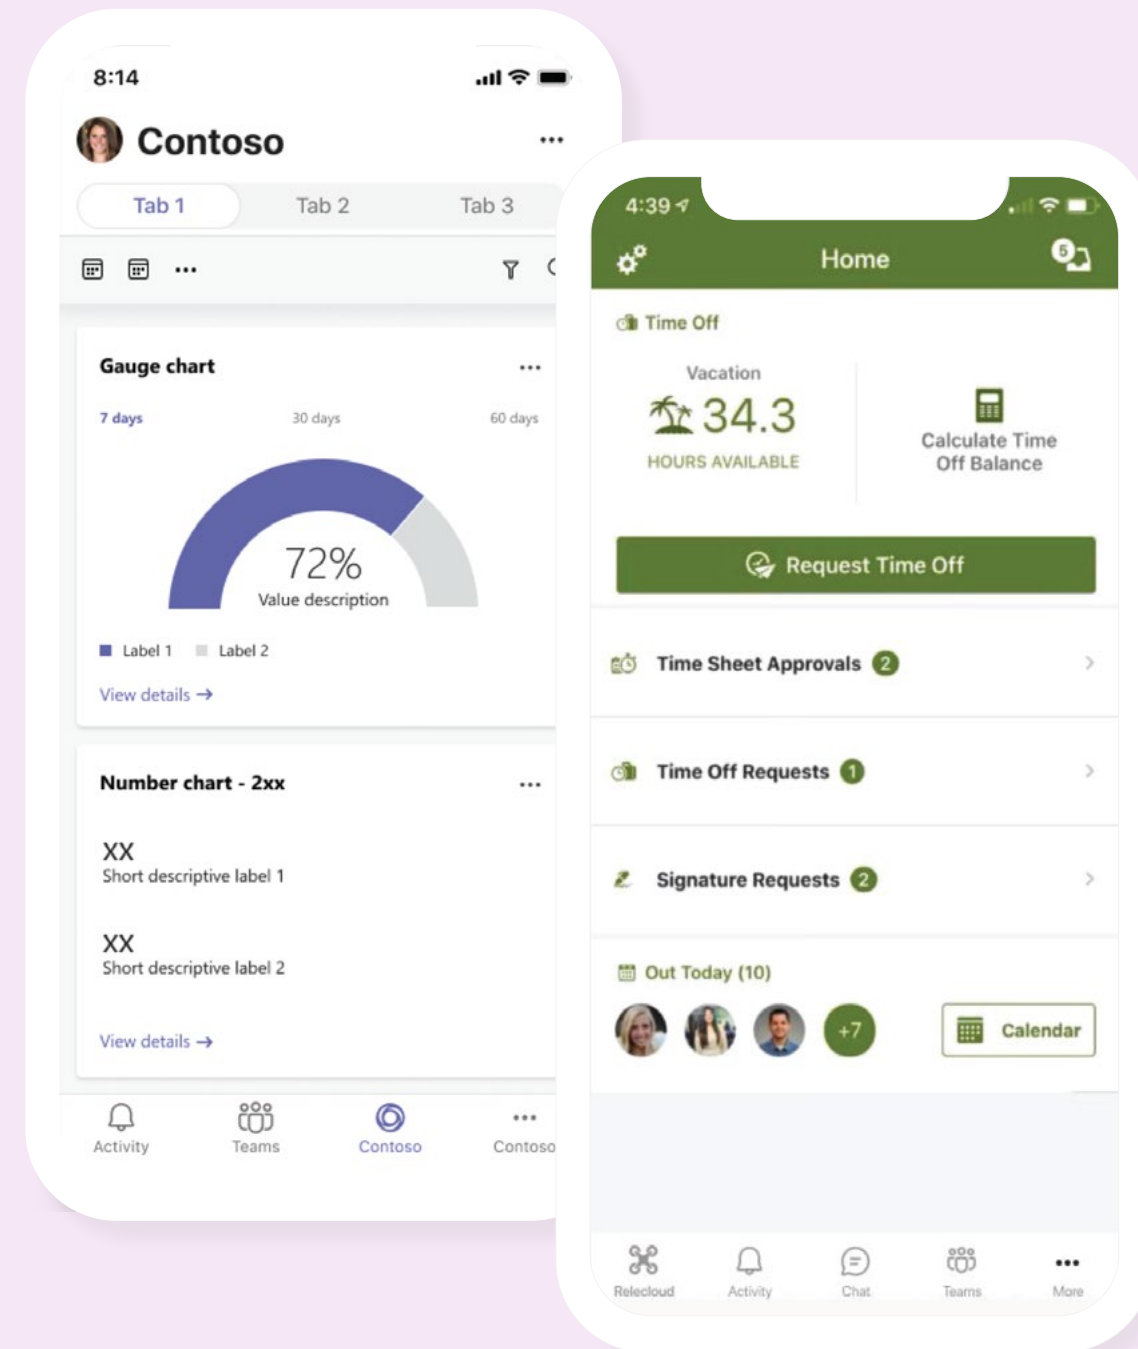 8:14
Contoso
Tab 1 Tab 2 Tab 3
Gauge chart
7 days 30 days 60 days
72%
Value description
Label 1 Label 2
View details →
Number chart - 2xx
XX
Short descriptive label 1
XX
Short descriptive label 2
View details →
Activity Teams Contoso Contoso
4:39
Home
5
Time Off
Vacation
34.3
HOURS AVAILABLE
Calculate Time
Off Balance
Request Time Off
Time Sheet Approvals 2
Time Off Requests 1
Signature Requests 2
Out Today (10)
+7
Calendar
Relecloud Activity Chat Teams More